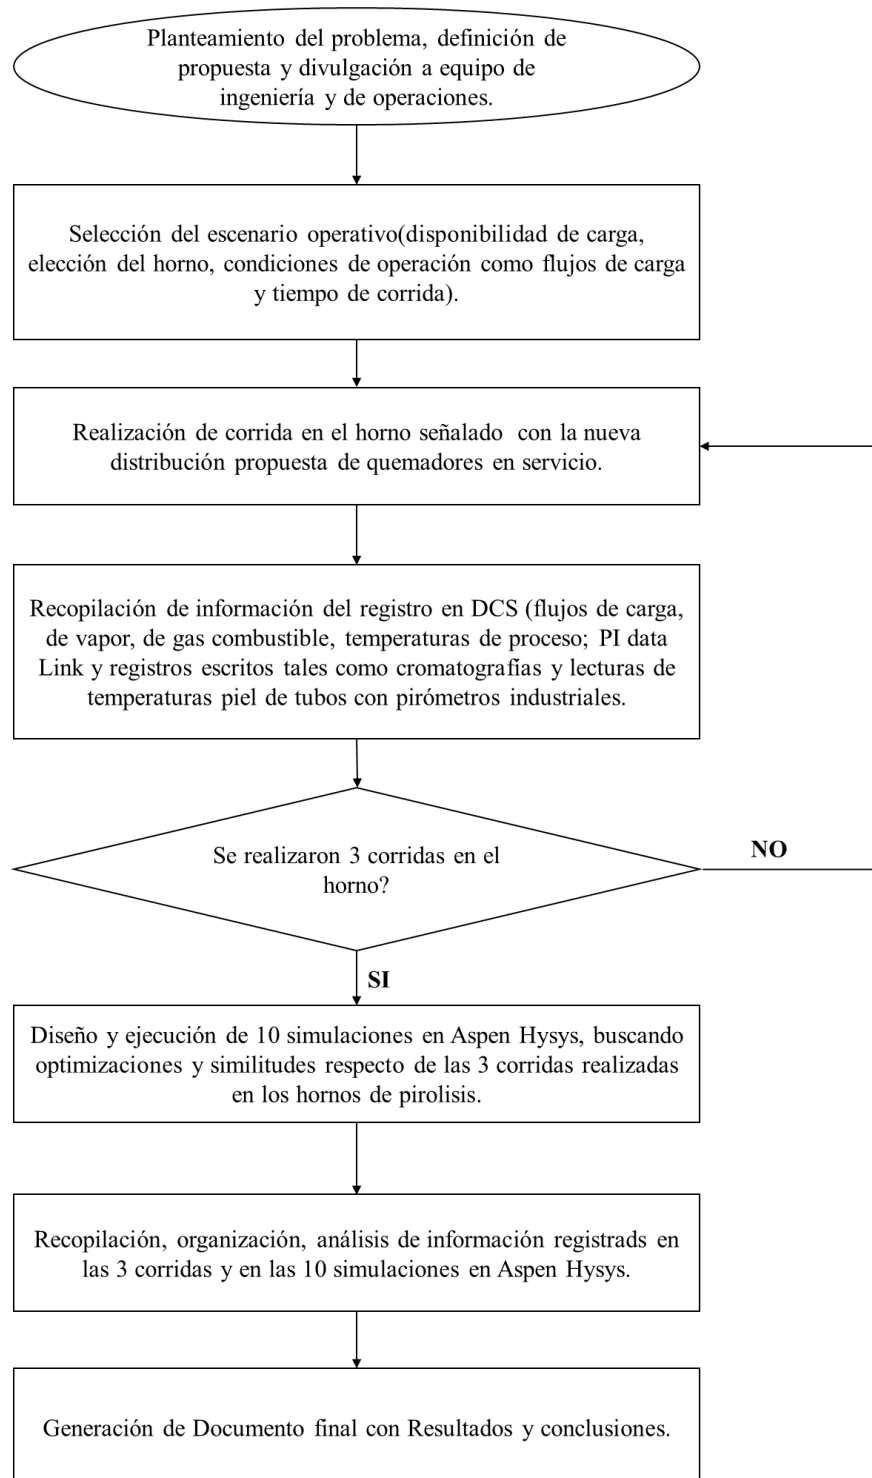 Planteamiento del problema, definición de
propuesta y divulgación a equipo de
ingeniería y de operaciones.
Selección del escenario operativo(disponibilidad de carga,
elección del horno, condiciones de operación como flujos de carga
y tiempo de corrida).
Realización de corrida en el horno señalado con la nueva
distribución propuesta de quemadores en servicio.
Recopilación de información del registro en DCS (flujos de carga,
de vapor, de gas combustible, temperaturas de proceso; PI data
Link y registros escritos tales como cromatografías y lecturas de
temperaturas piel de tubos con pirómetros industriales.
Se realizaron 3 corridas en el
horno?
NO
SI
Diseño y ejecución de 10 simulaciones en Aspen Hysys, buscando
optimizaciones y similitudes respecto de las 3 corridas realizadas
en los hornos de pirolisis.
Recopilación, organización, análisis de información registrads en
las 3 corridas y en las 10 simulaciones en Aspen Hysys.
Generación de Documento final con Resultados y conclusiones.